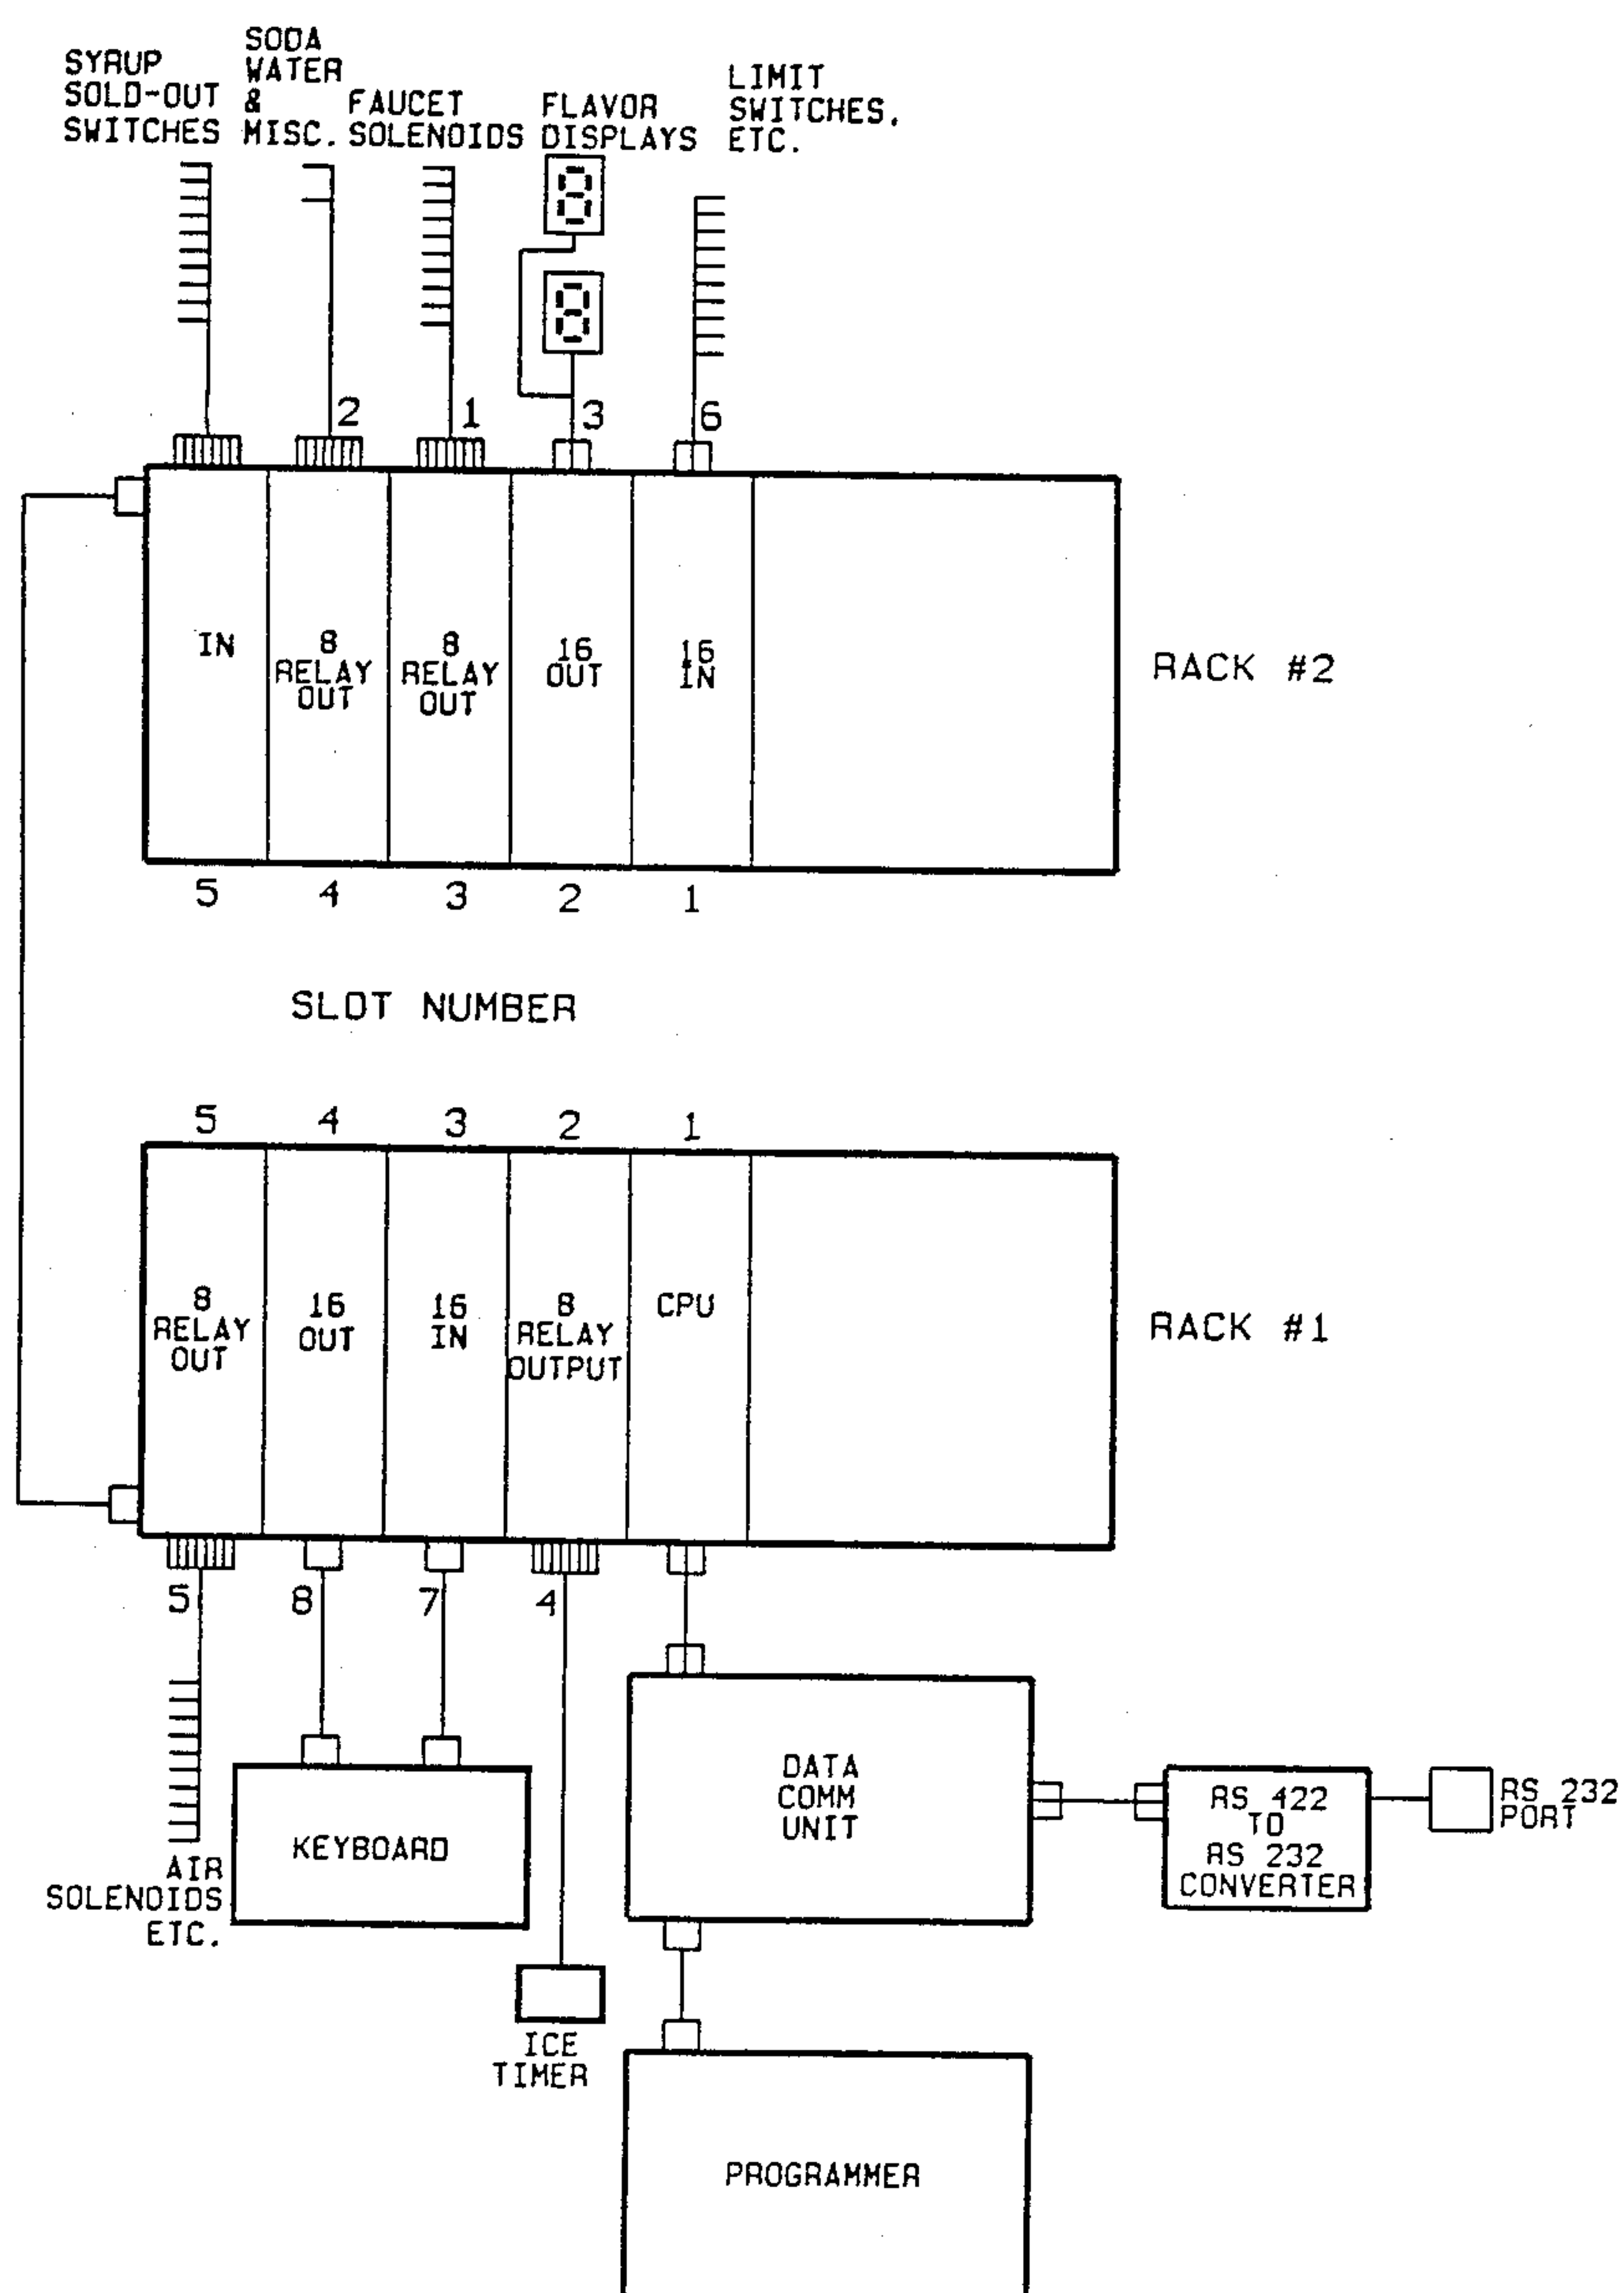 SYRUP
SOLD-OUT
SWITCHES
SODA
WATER
&
MISC.
FAUCET
SOLENOIDS
FLAVOR
DISPLAYS
LIMIT
SWITCHES,
ETC.
8
8
2
1
3
6
IN
8
RELAY
OUT
8
RELAY
OUT
16
OUT
16
IN
RACK #2
5
4
3
2
1
SLOT NUMBER
5
4
3
2
1
8
RELAY
OUT
16
OUT
16
IN
8
RELAY
OUTPUT
CPU
RACK #1
5
8
7
4
AIR
SOLENOIDS
ETC.
KEYBOARD
ICE
TIMER
DATA
COMM
UNIT
RS 422
TO
RS 232
CONVERTER
RS 232
PORT
PROGRAMMER